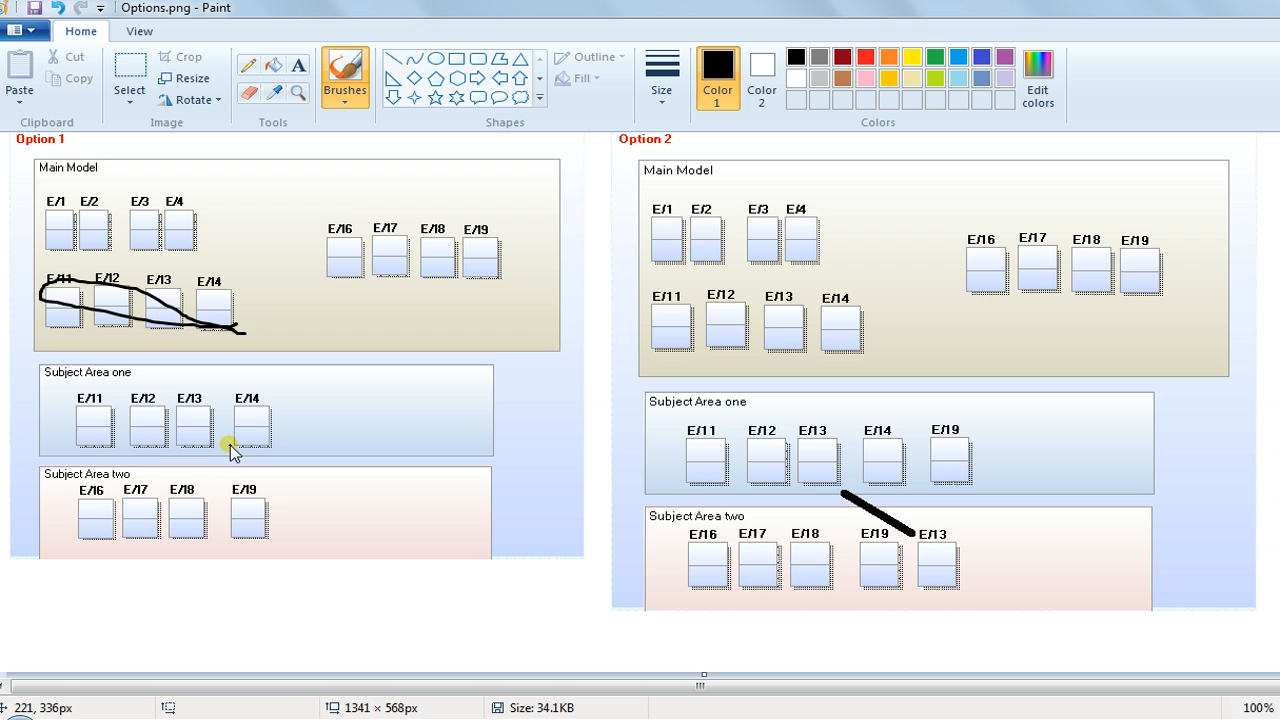 Options.png - Paint
Home View
Paste Cut Copy Clipboard
Select Crop Resize Rotate Image
Tools
Brushes
Outline Fill Shapes
Size
Color 1 Color 2
Edit colors Colors
Option 1
Main Model
E/1 E/2 E/3 E/4
E/16 E/17 E/18 E/19
E/11 E/12 E/13 E/14
Subject Area one
E/11 E/12 E/13 E/14
Subject Area two
E/16 E/17 E/18 E/19
Option 2
Main Model
E/1 E/2 E/3 E/4
E/16 E/17 E/18 E/19
E/11 E/12 E/13 E/14
Subject Area one
E/11 E/12 E/13 E/14 E/19
Subject Area two
E/16 E/17 E/18 E/19 E/13
221, 336px 1341 × 568px Size: 34.1KB 100%